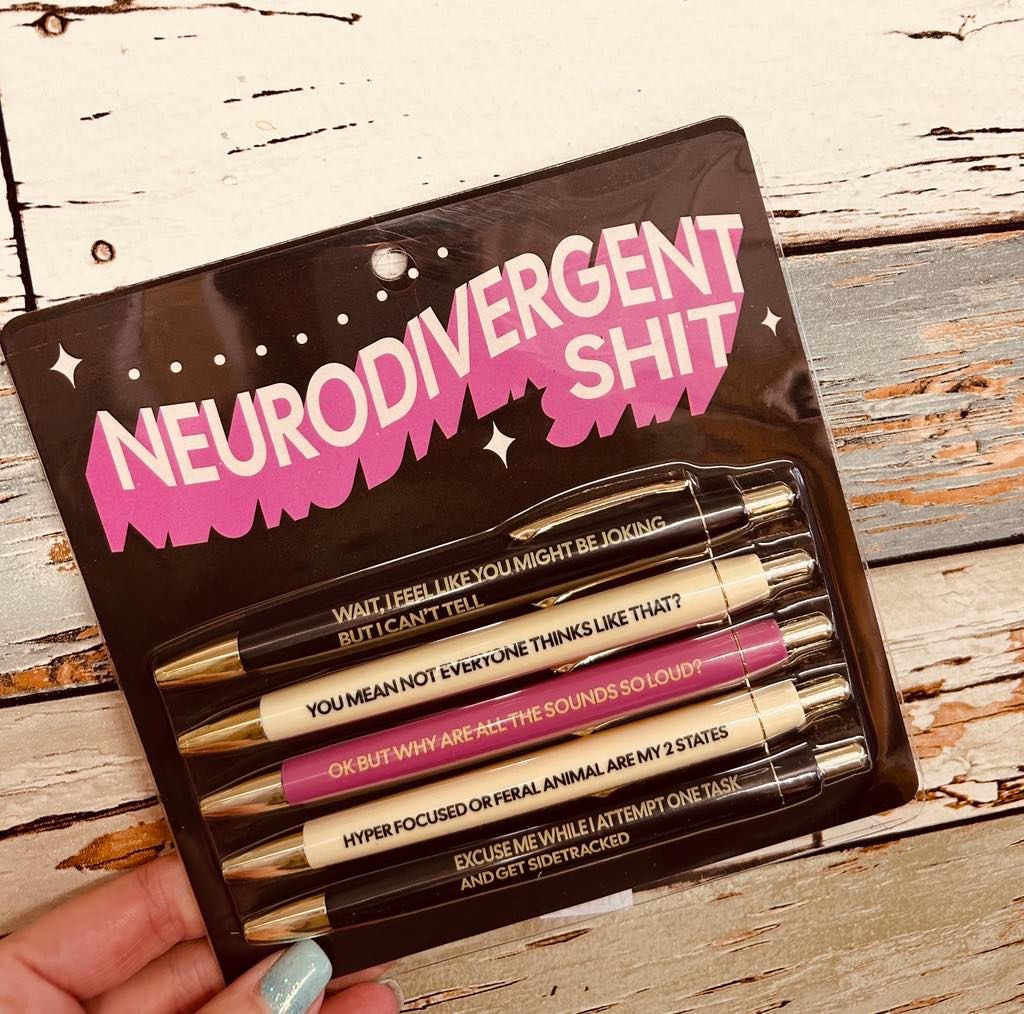 NEURODIVERGENT
SHIT
WAIT, I FEEL LIKE YOU MIGHT BE JOKING
BUT I CAN'T TELL
YOU MEAN NOT EVERYONE THINKS LIKE THAT?
OK BUT WHY ARE ALL THE SOUNDS SO LOUD?
HYPER FOCUSED OR FERAL ANIMAL ARE MY 2 STATES
EXCUSE ME WHILE I ATTEMPT ONE TASK
AND GET SIDETRACKED